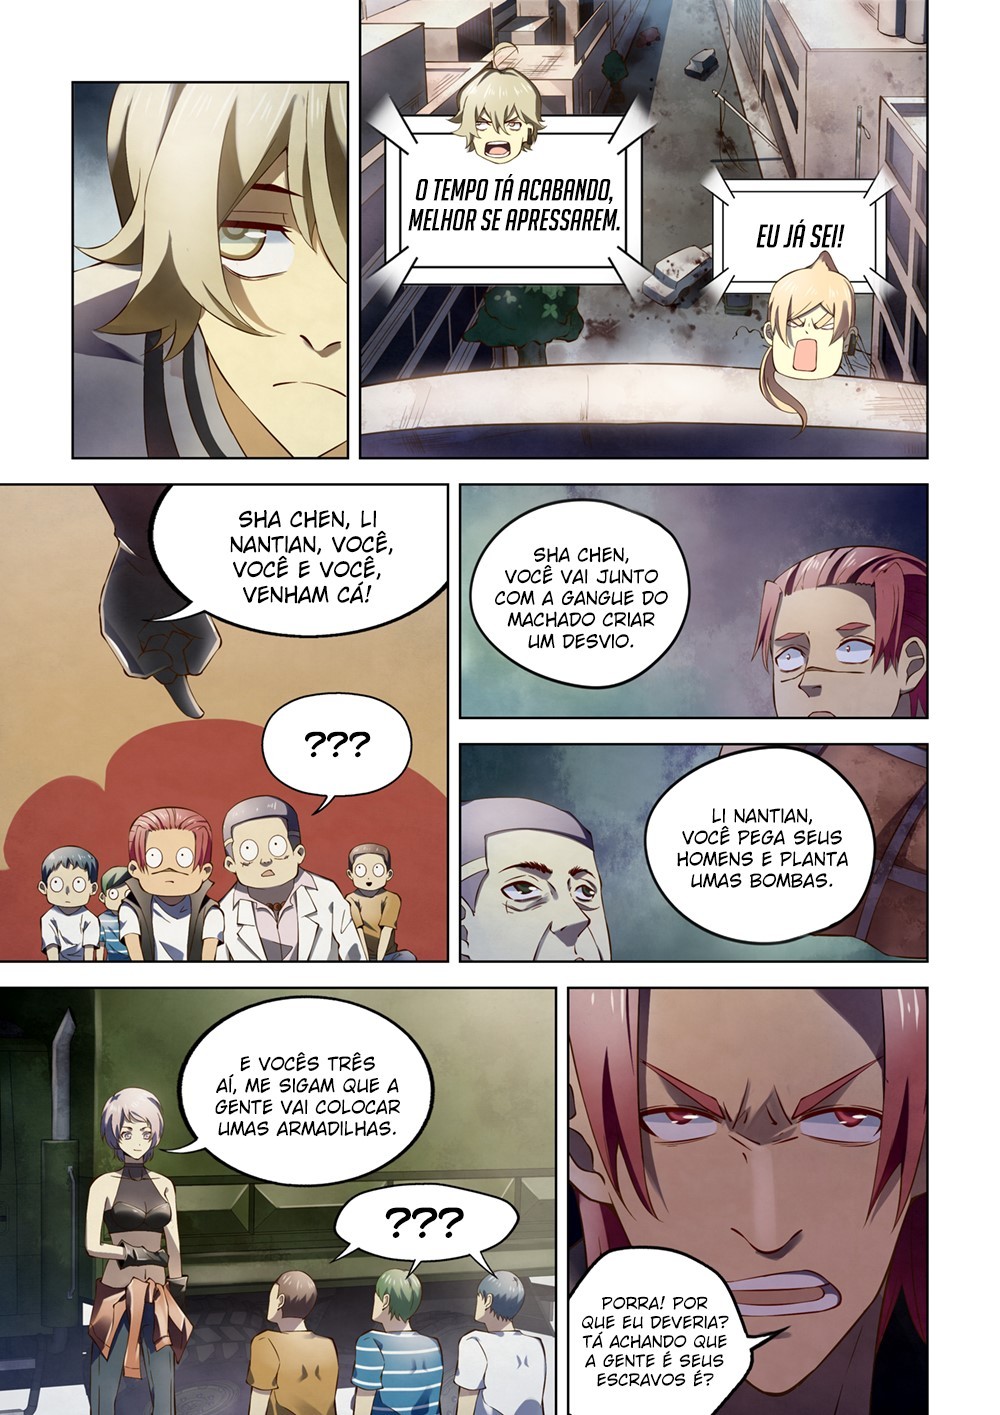 O TEMPO TÁ ACABANDO,
MELHOR SE APRESSAREM.
EU JÁ SEI!
SHA CHEN, LI
NANTIAN, VOCÊ,
VOCÊ E VOCÊ,
VENHAM CÁ!
???
SHA CHEN,
VOCÊ VAI JUNTO
COM A GANGUE DO
MACHADO CRIAR
UM DESVIO.
LI NANTIAN,
VOCÊ PEGA SEUS
HOMENS E PLANTA
UMAS BOMBAS.
E VOCÊS TRÊS
AÍ, ME SIGAM QUE A
GENTE VAI COLOCAR
UMAS ARMADILHAS.
???
PORRA! POR
QUE EU DEVERIA?
TÁ ACHANDO QUE
A GENTE É SEUS
ESCRAVOS É?